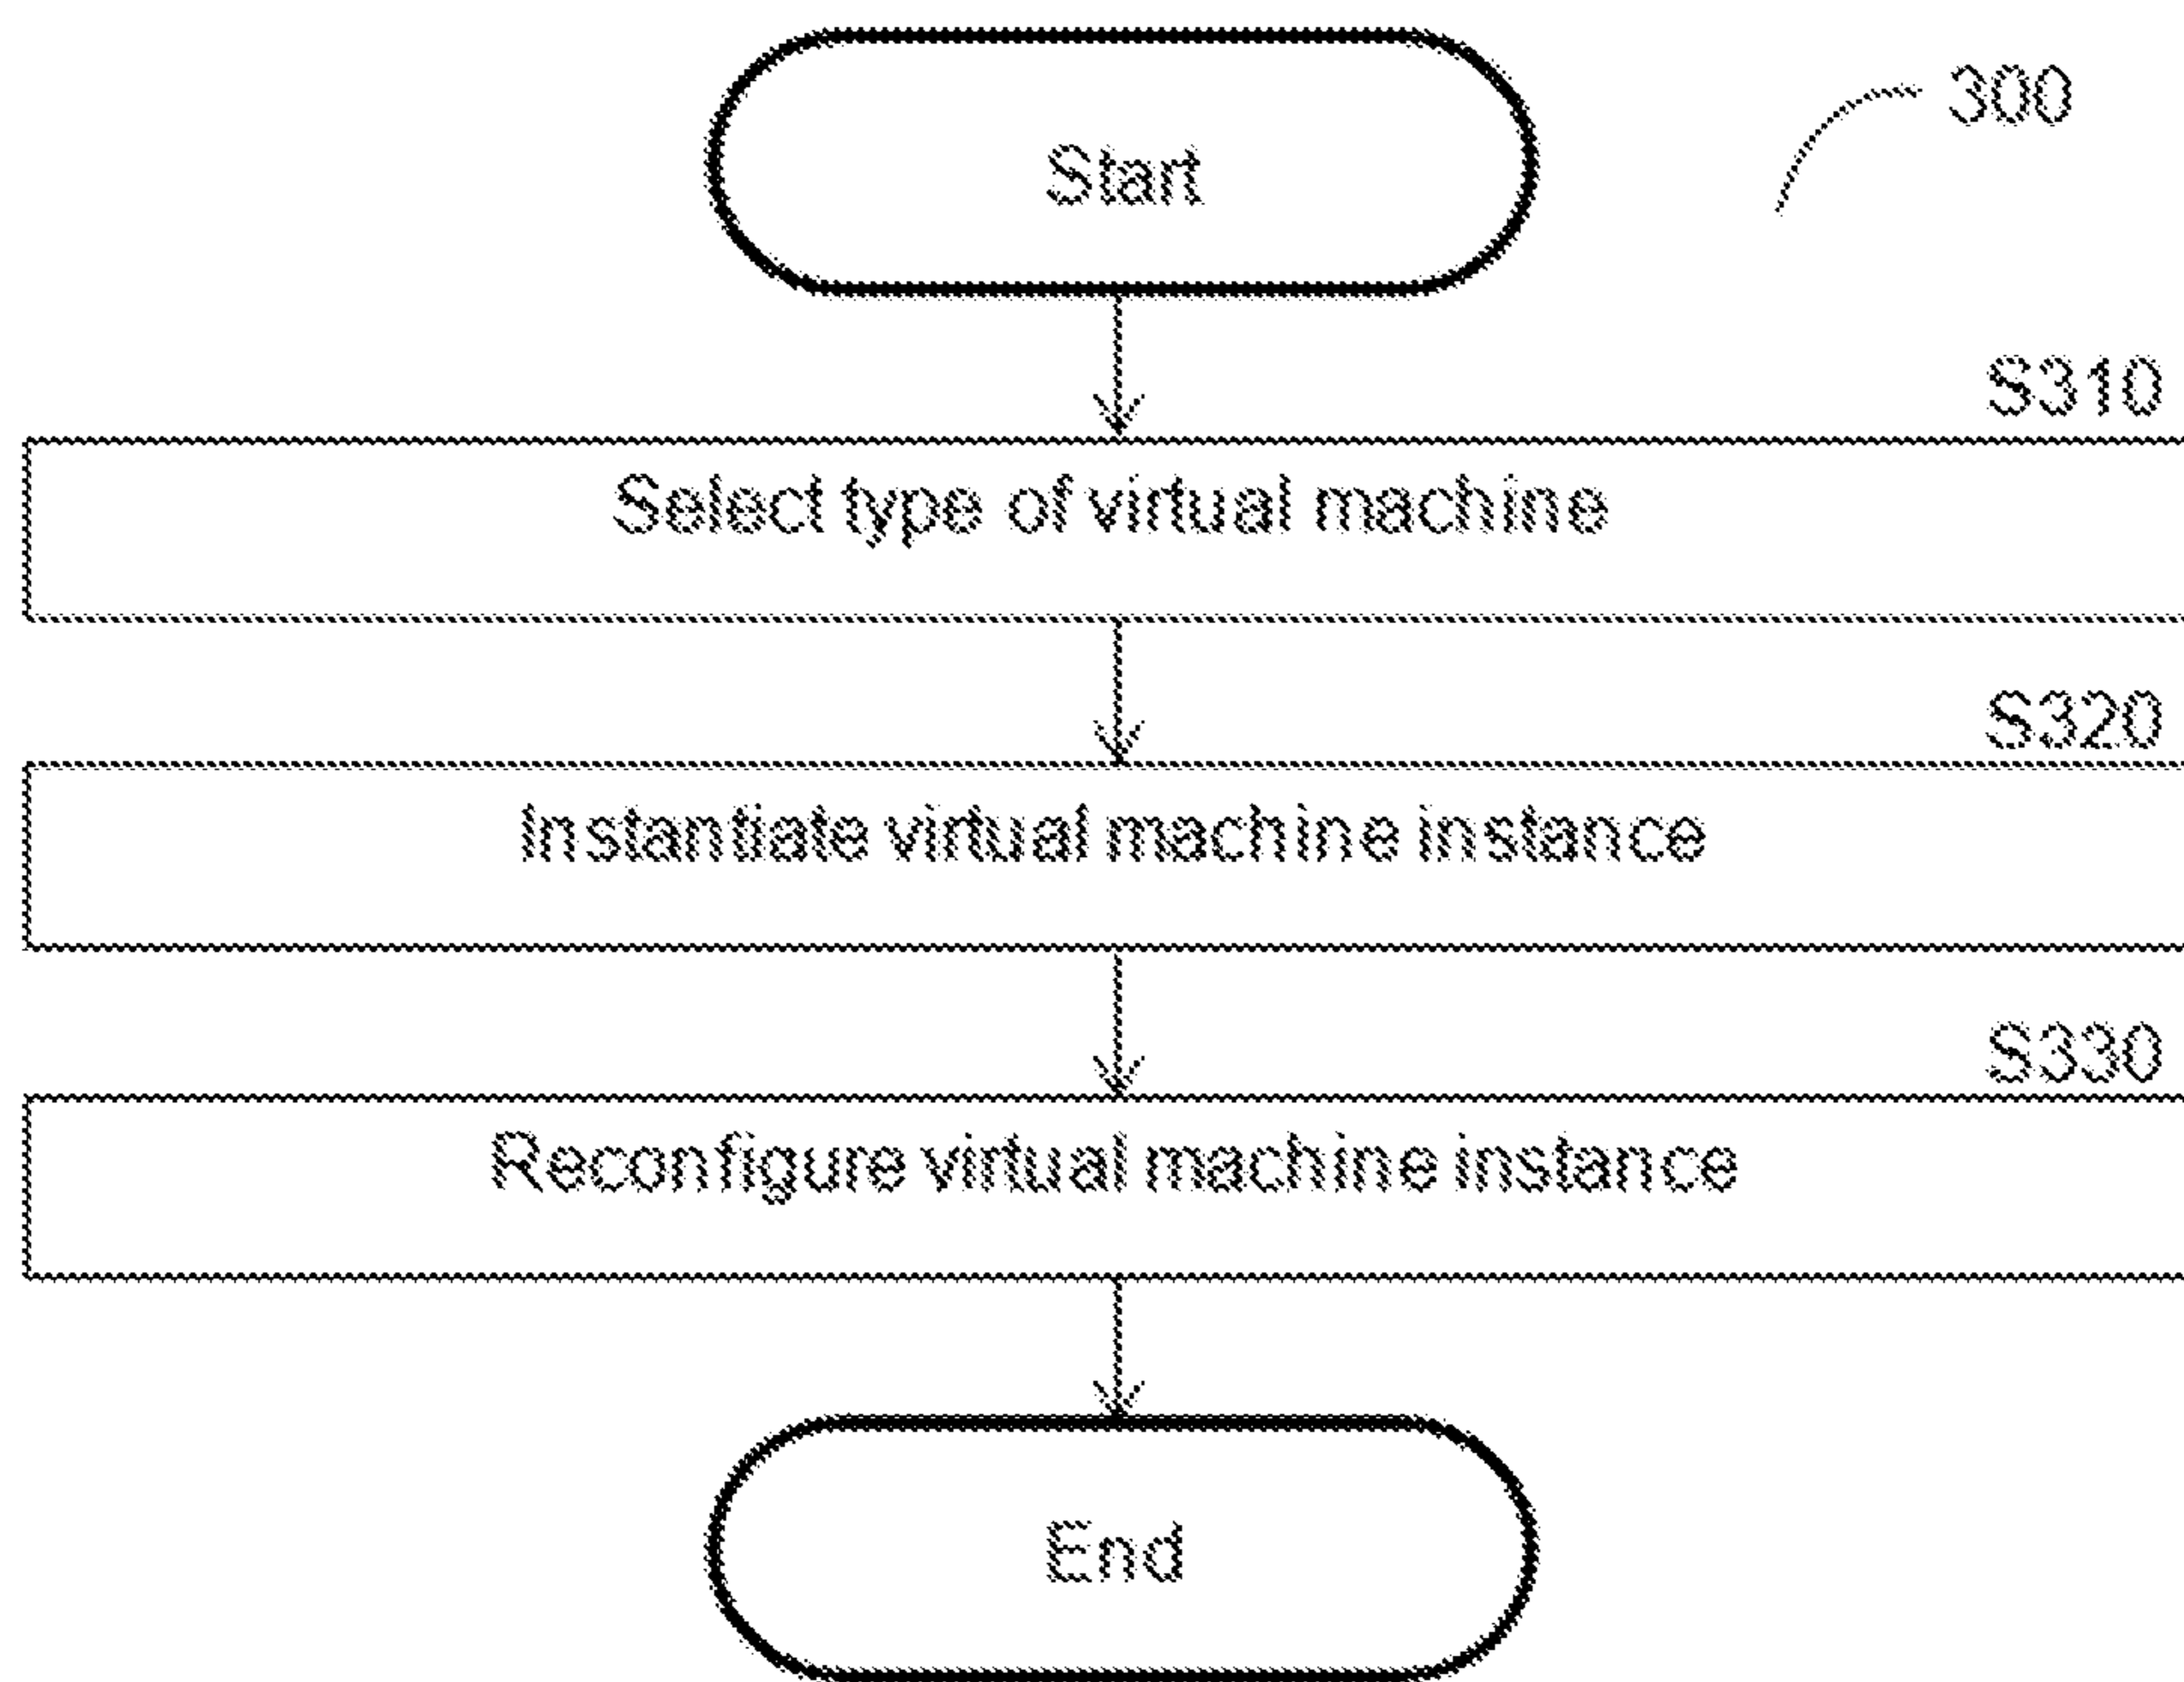 Start
300
S310
Select type of virtual machine
S320
Instantiate virtual machine instance
S330
Reconfigure virtual machine instance
End